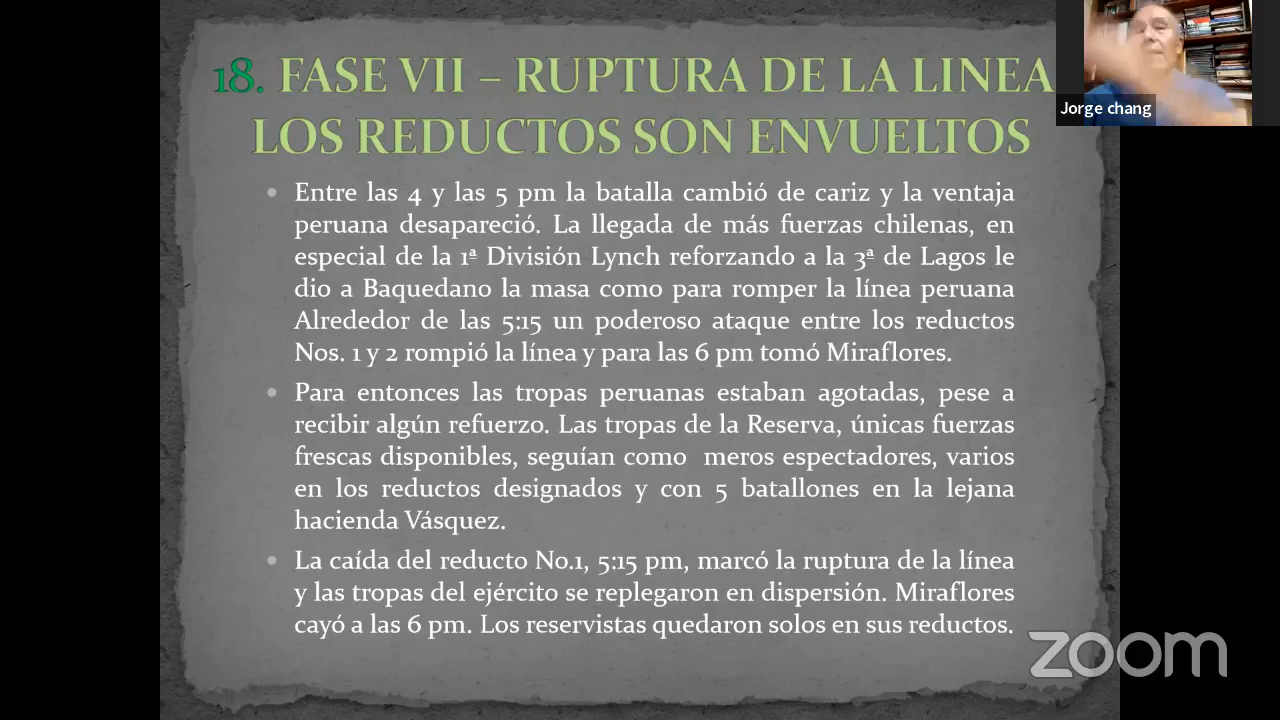 18. FASE VII – RUPTURA DE LA LINEA
LOS REDUCTOS SON ENVUELTOS
Jorge chang
• Entre las 4 y las 5 pm la batalla cambió de cariz y la ventaja
peruana desapareció. La llegada de más fuerzas chilenas, en
especial de la 1ª División Lynch reforzando a la 3ª de Lagos le
dio a Baquedano la masa como para romper la línea peruana
Alrededor de las 5:15 un poderoso ataque entre los reductos
Nos. 1 y 2 rompió la línea y para las 6 pm tomó Miraflores.
• Para entonces las tropas peruanas estaban agotadas, pese a
recibir algún refuerzo. Las tropas de la Reserva, únicas fuerzas
frescas disponibles, seguían como meros espectadores, varios
en los reductos designados y con 5 batallones en la lejana
hacienda Vásquez.
• La caída del reducto No.1, 5:15 pm, marcó la ruptura de la línea
y las tropas del ejército se replegaron en dispersión. Miraflores
cayó a las 6 pm. Los reservistas quedaron solos en sus reductos.
zoom